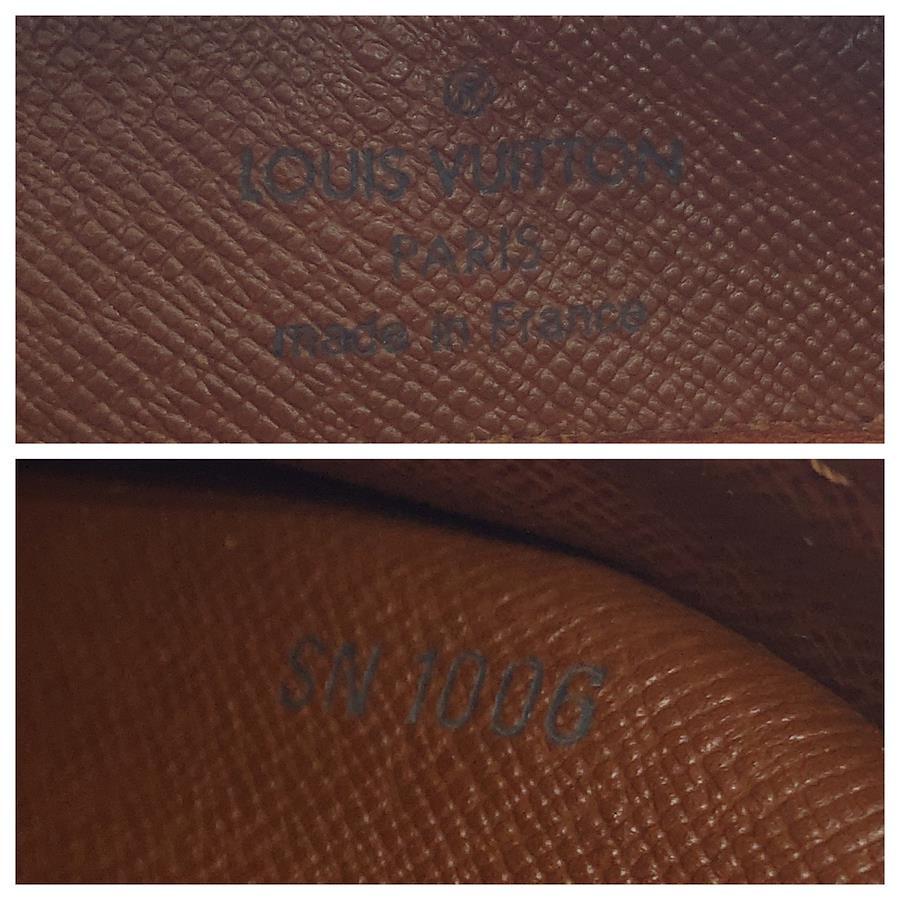 ®
LOUIS VUITTON
PARIS
made in France
SN 1006